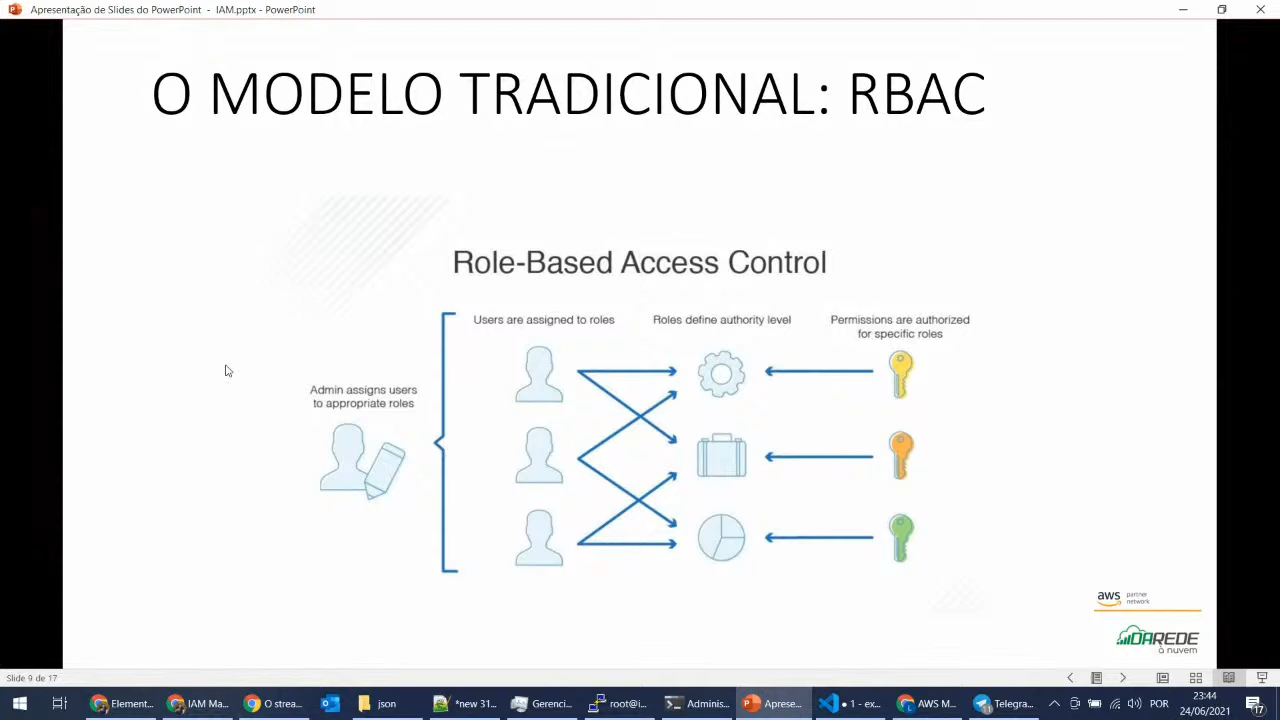 Apresentação de Slides do PowerPoint - IAM.pptx - PowerPoint
O MODELO TRADICIONAL: RBAC
Role-Based Access Control
Users are assigned to roles
Roles define authority level
Permissions are authorized
for specific roles
Admin assigns users
to appropriate roles
aws partner
network
DAREDE
à nuvem
Slide 9 de 17
Element...
IAM Ma...
O strea...
json
*new 31...
Gerenci...
root@i...
Adminis...
Aprese...
● 1 - ex...
AWS M...
Telegra...
POR
23:44
24/06/2021
17